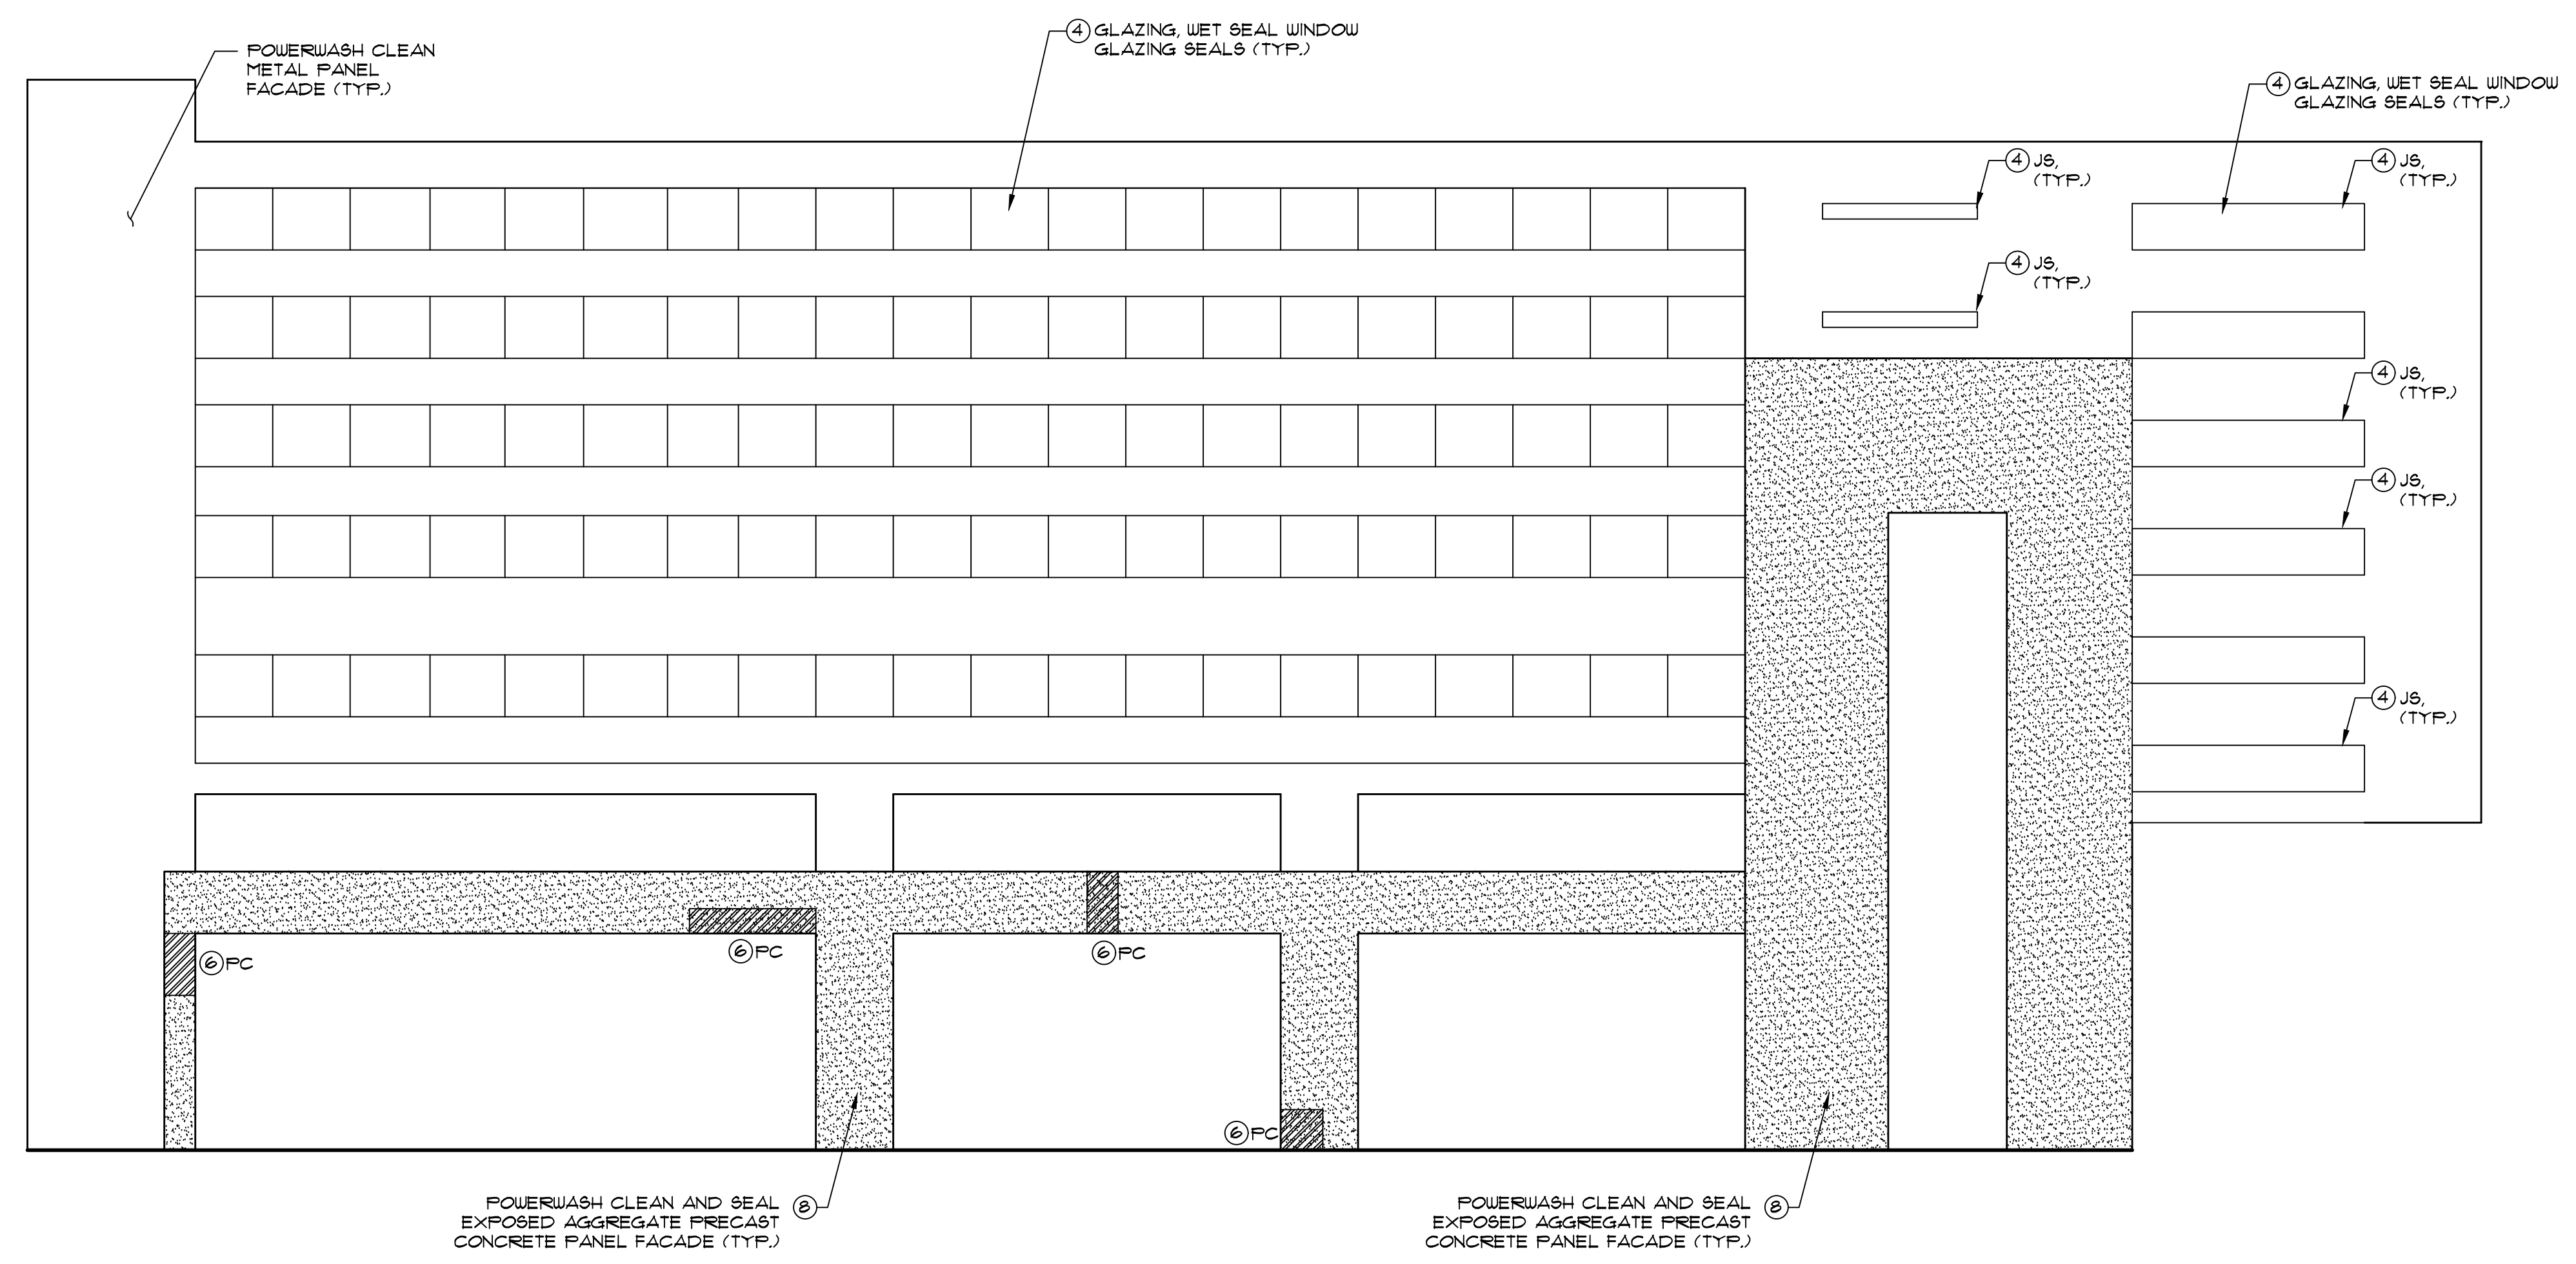 POWERWASH CLEAN
METAL PANEL
FACADE (TYP.)
4 GLAZING, WET SEAL WINDOW
GLAZING SEALS (TYP.)
4 GLAZING, WET SEAL WINDOW
GLAZING SEALS (TYP.)
4 JS,
(TYP.)
4 JS,
(TYP.)
4 JS,
(TYP.)
4 JS,
(TYP.)
4 JS,
(TYP.)
4 JS,
(TYP.)
6 PC
6 PC
6 PC
6 PC
POWERWASH CLEAN AND SEAL 8
EXPOSED AGGREGATE PRECAST
CONCRETE PANEL FACADE (TYP.)
POWERWASH CLEAN AND SEAL 8
EXPOSED AGGREGATE PRECAST
CONCRETE PANEL FACADE (TYP.)